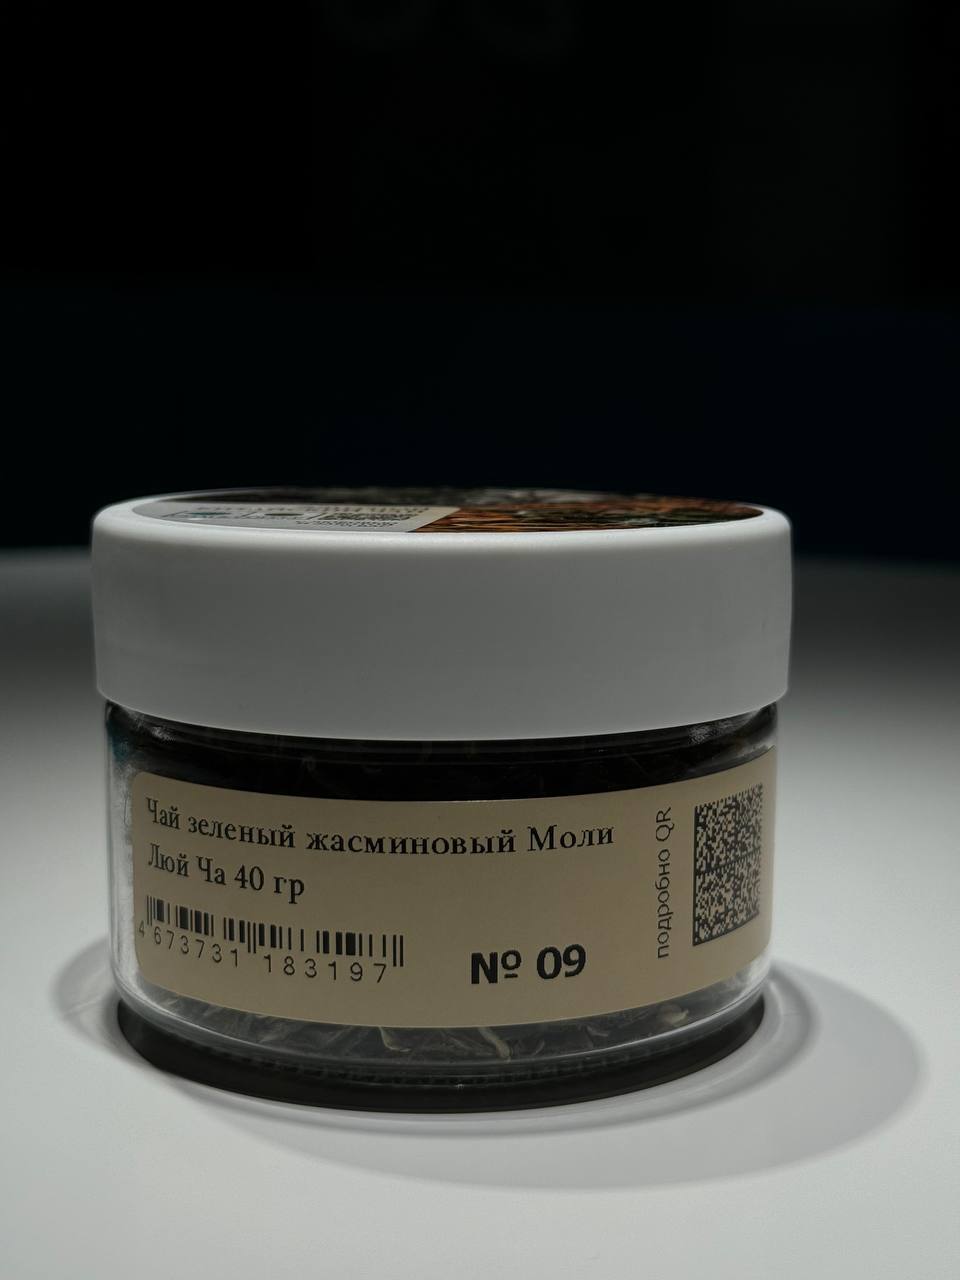 Чай зеленый жасминовый Моли
Люй Ча 40 гр
4 673731 183197
№ 09
подробно QR